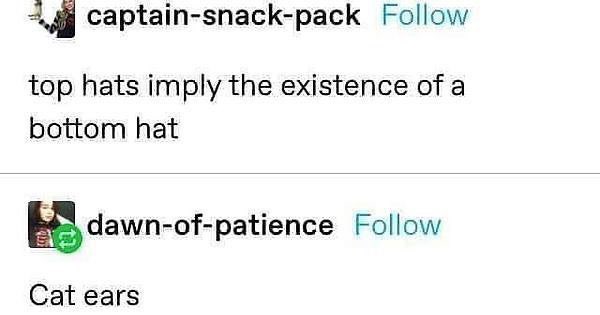 captain-snack-pack Follow
top hats imply the existence of a
bottom hat
dawn-of-patience Follow
Cat ears